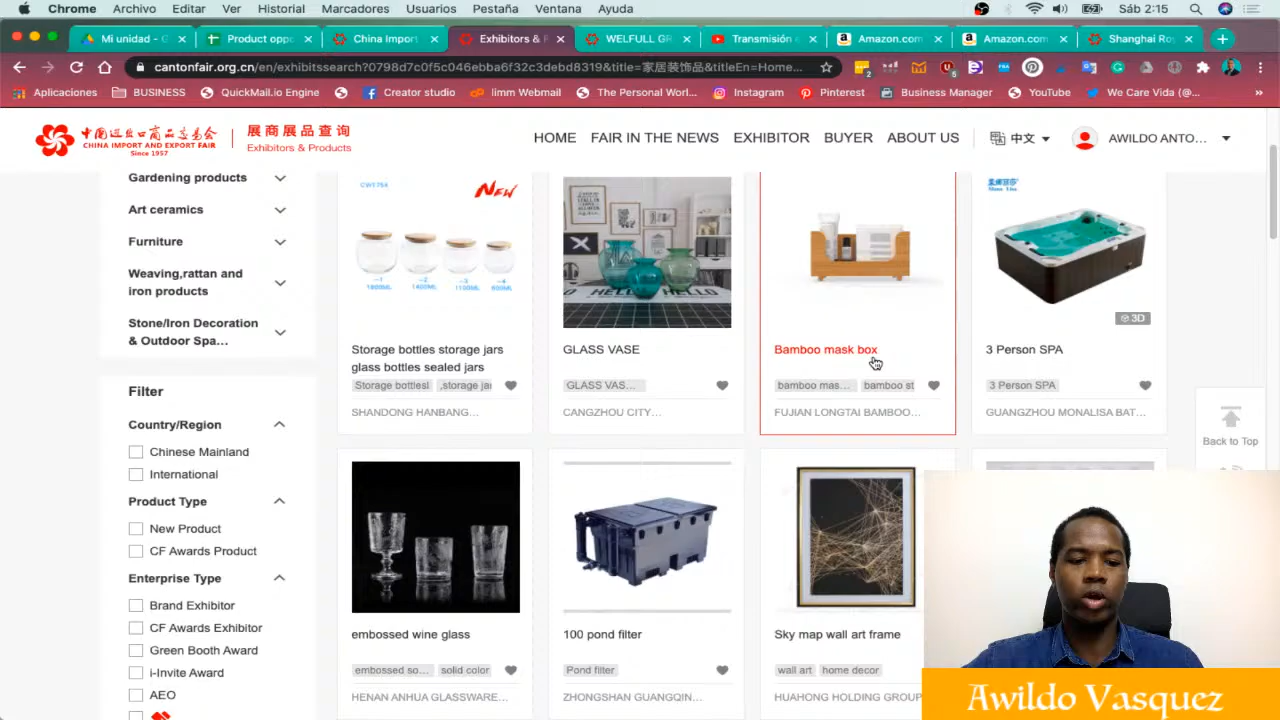 Chrome Archivo Editar Ver Historial Marcadores Usuarios Pestaña Ventana Ayuda Sáb 2:15
Mi unidad - G Product oppo China Import Exhibitors & P WELFULL GR Transmisión e Amazon.com Amazon.com Shanghai Ro
cantonfair.org.cn/en/exhibitssearch?0798d7c0f5c046ebba6f32c3debd8319&title=家居装饰品&titleEn=Home...
Aplicaciones BUSINESS QuickMail.io Engine limm Webmail The Personal Worl... Creator studio Instagram Pinterest Business Manager YouTube We Care Vida (@...
中国进出口商品交易会
CHINA IMPORT AND EXPORT FAIR
Since 1957
展商展品查询
Exhibitors & Products
HOME FAIR IN THE NEWS EXHIBITOR BUYER ABOUT US 中文 AWILDO ANTO...
Gardening products
Art ceramics
Furniture
Weaving,rattan and
iron products
Stone/Iron Decoration
& Outdoor Spa...
Filter
Country/Region
Chinese Mainland
International
Product Type
New Product
CF Awards Product
Enterprise Type
Brand Exhibitor
CF Awards Exhibitor
Green Booth Award
i-Invite Award
AEO
NEW
Storage bottles storage jars
glass bottles sealed jars
Storage bottlesl ,storage jar
SHANDONG HANBANG...
GLASS VASE
GLASS VAS...
CANGZHOU CITY...
Bamboo mask box
bamboo mas... bamboo st
FUJIAN LONGTAI BAMBOO...
3D
3 Person SPA
3 Person SPA
GUANGZHOU MONALISA BAT...
embossed wine glass
embossed so... solid color
HENAN ANHUA GLASSWARE...
100 pond filter
Pond filter
ZHONGSHAN GUANGQIN...
Sky map wall art frame
wall art home decor
HUAHONG HOLDING GROUP
Back to Top
Awildo Vasquez